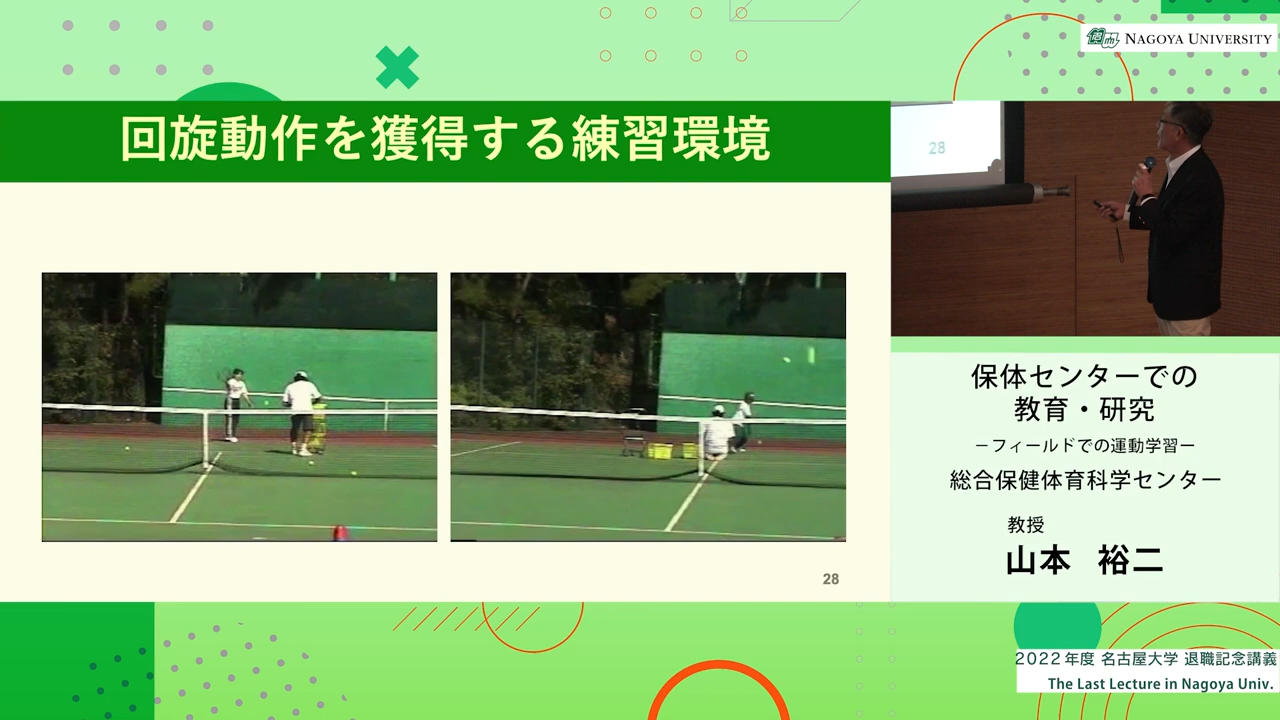 NAGOYA UNIVERSITY
回旋動作を獲得する練習環境
28
28
保体センターでの
教育・研究
－フィールドでの運動学習－
総合保健体育科学センター
教授
山本 裕二
2022年度 名古屋大学 退職記念講義
The Last Lecture in Nagoya Univ.